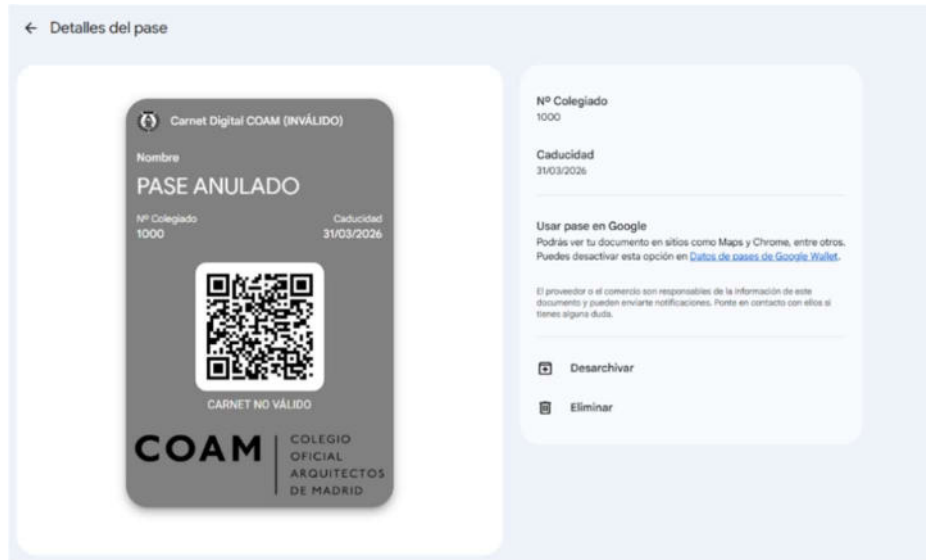 ← Detalles del pase
Carnet Digital COAM (INVÁLIDO)
Nombre
PASE ANULADO
Nº Colegiado Caducidad
1000 31/03/2026
CARNET NO VÁLIDO
COAM
COLEGIO
OFICIAL
ARQUITECTOS
DE MADRID
Nº Colegiado
1000
Caducidad
31/03/2026
Usar pase en Google
Podrás ver tu documento en sitios como Maps y Chrome, entre otros.
Puedes desactivar esta opción en Datos de pases de Google Wallet.
El proveedor o el comercio son responsables de la información de este
documento y pueden enviarte notificaciones. Ponte en contacto con ellos si
tienes alguna duda.
Desarchivar
Eliminar